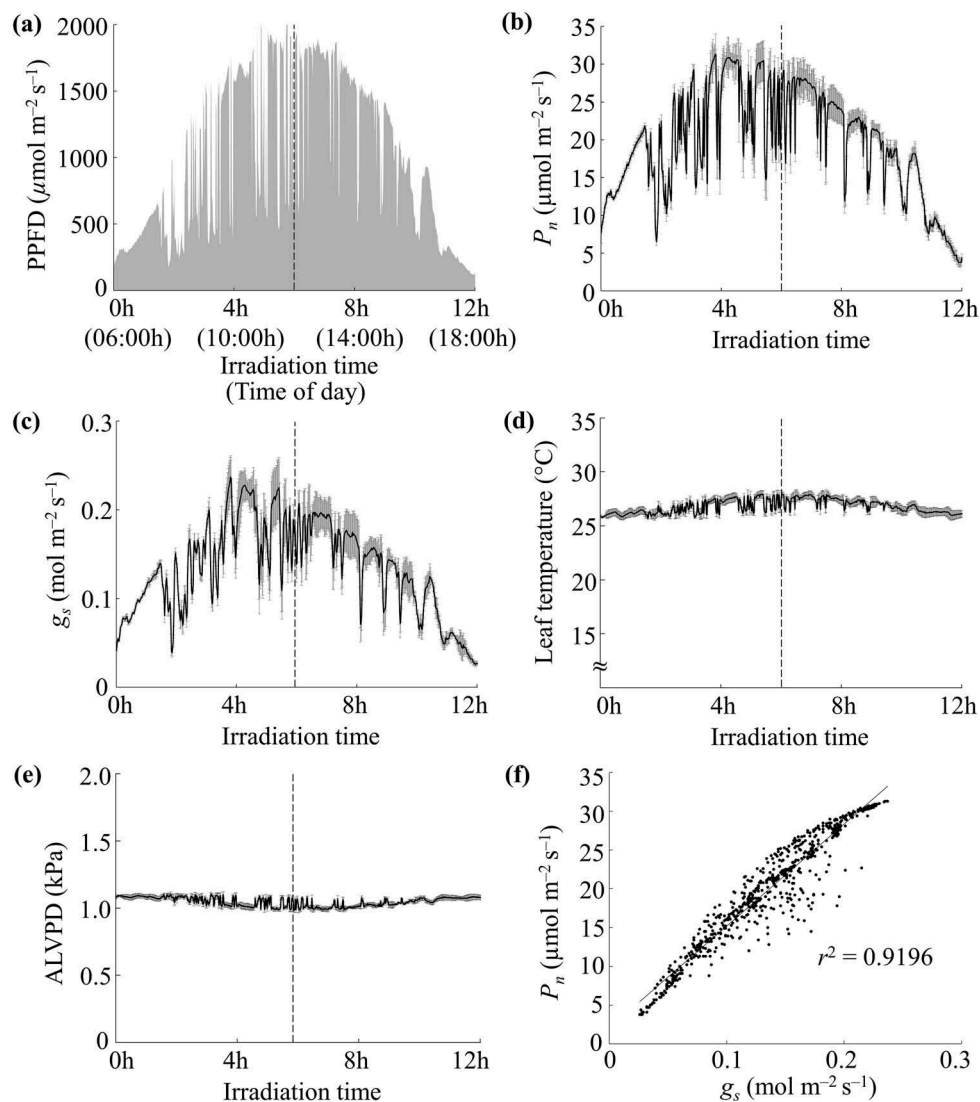 (a)
PPFD (μmol m⁻² s⁻¹)
2000
1500
1000
500
0
0h 4h 8h 12h
(06:00h) (10:00h) (14:00h) (18:00h)
Irradiation time
(Time of day)
(b)
Pₙ (μmol m⁻² s⁻¹)
35
30
25
20
15
10
5
0
0h 4h 8h 12h
Irradiation time
(c)
gₛ (mol m⁻² s⁻¹)
0.3
0.2
0.1
0
0h 4h 8h 12h
Irradiation time
(d)
Leaf temperature (°C)
35
30
25
20
15
0h 4h 8h 12h
Irradiation time
(e)
ALVPD (kPa)
2.0
1.5
1.0
0.5
0
0h 4h 8h 12h
Irradiation time
(f)
Pₙ (μmol m⁻² s⁻¹)
35
30
25
20
15
10
5
0
r² = 0.9196
0 0.1 0.2 0.3
gₛ (mol m⁻² s⁻¹)